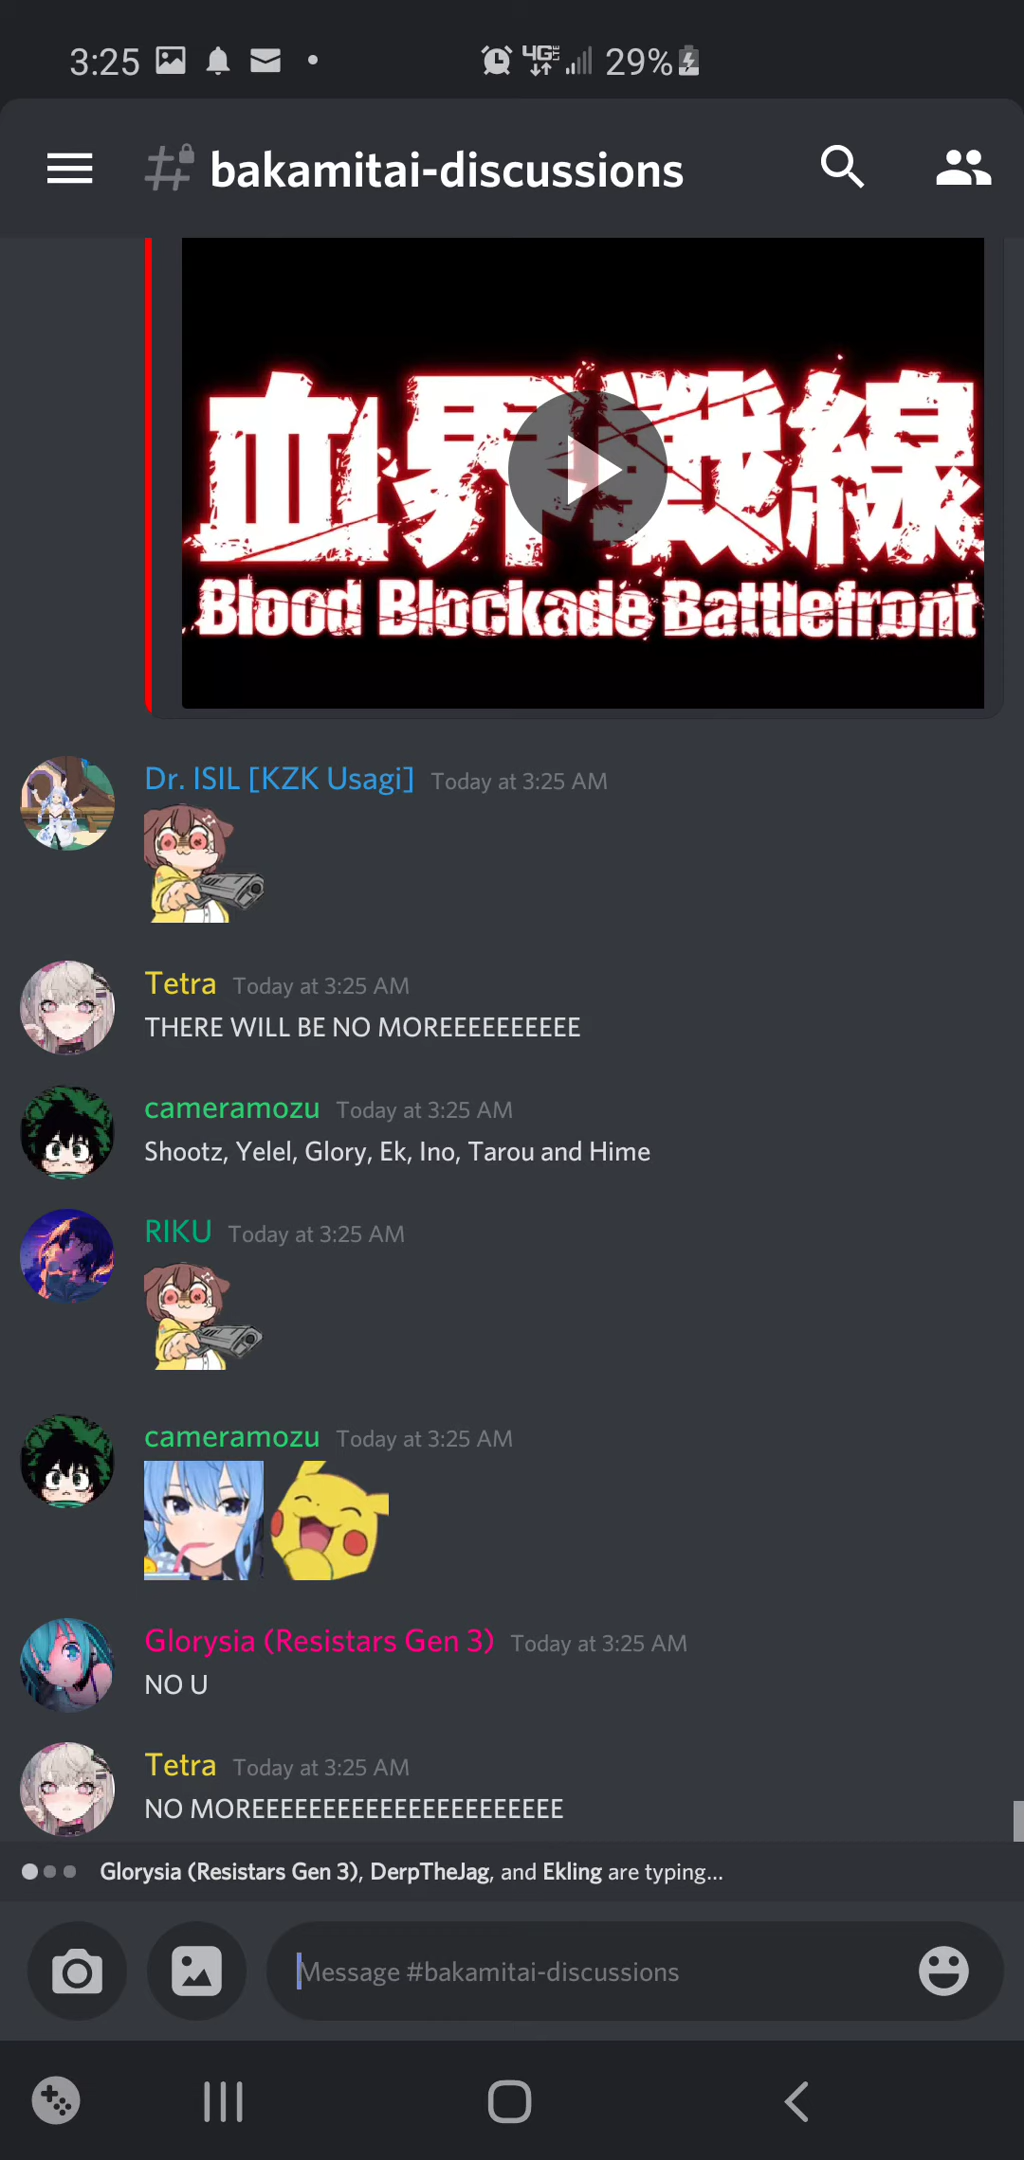 3:25 4G LTE 29%
bakamitai-discussions
血界戦線
Blood Blockade Battlefront
Dr. ISIL [KZK Usagi] Today at 3:25 AM
Tetra Today at 3:25 AM
THERE WILL BE NO MOREEEEEEEEEE
cameramozu Today at 3:25 AM
Shootz, Yelel, Glory, Ek, Ino, Tarou and Hime
RIKU Today at 3:25 AM
cameramozu Today at 3:25 AM
Glorysia (Resistars Gen 3) Today at 3:25 AM
NO U
Tetra Today at 3:25 AM
NO MOREEEEEEEEEEEEEEEEEEEEEE
Glorysia (Resistars Gen 3), DerpTheJag, and Ekling are typing...
Message #bakamitai-discussions